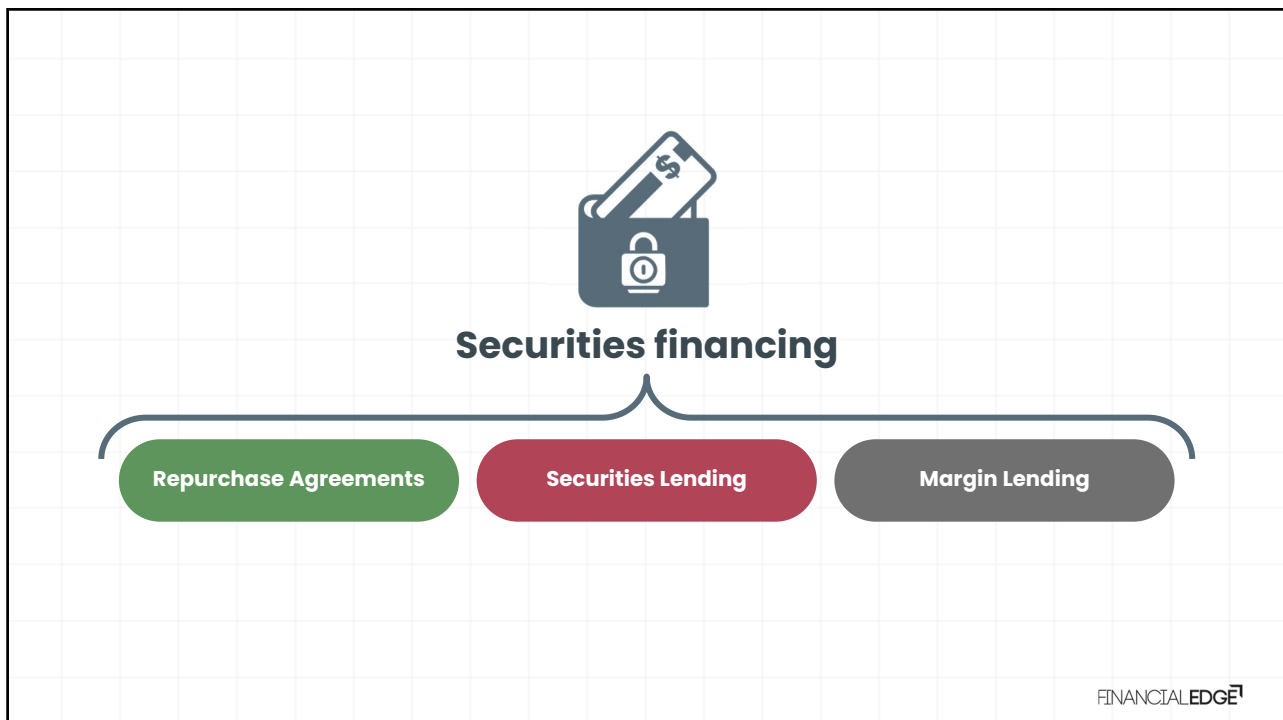 $
Securities financing
Repurchase Agreements
Securities Lending
Margin Lending
FINANCIALEDGE